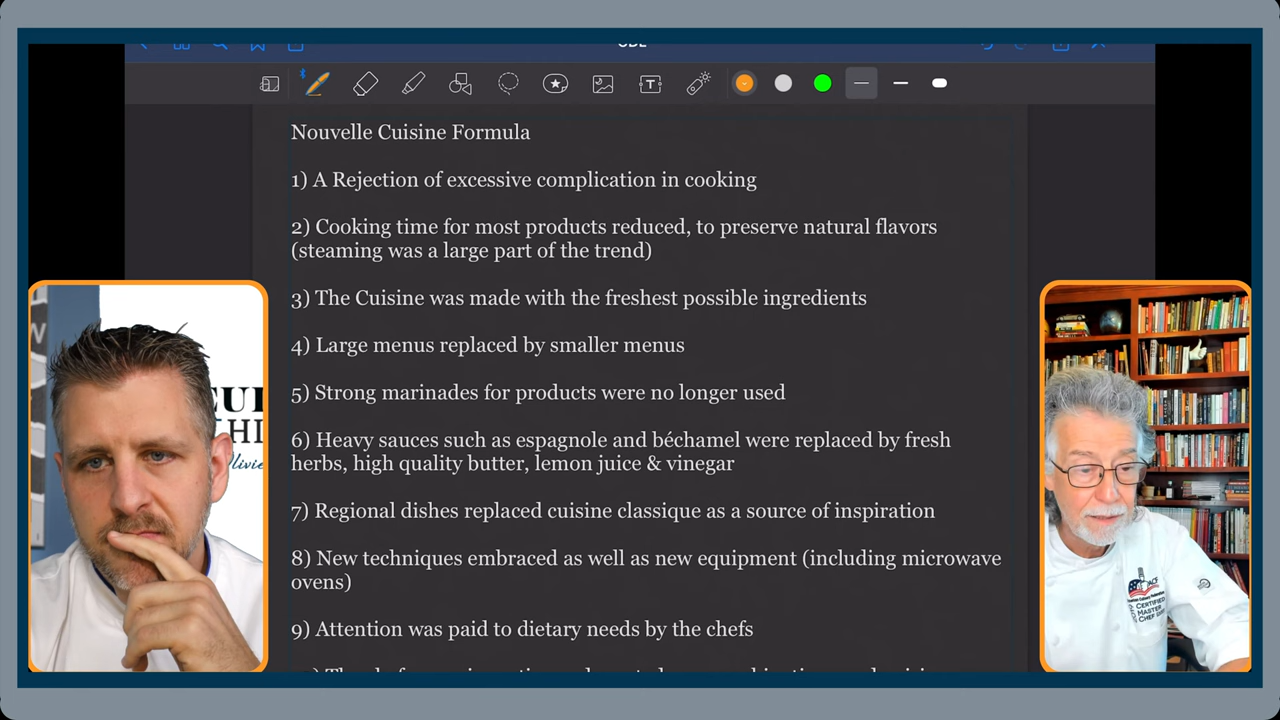 Nouvelle Cuisine Formula
1) A Rejection of excessive complication in cooking
2) Cooking time for most products reduced, to preserve natural flavors
(steaming was a large part of the trend)
3) The Cuisine was made with the freshest possible ingredients
4) Large menus replaced by smaller menus
5) Strong marinades for products were no longer used
6) Heavy sauces such as espagnole and béchamel were replaced by fresh
herbs, high quality butter, lemon juice & vinegar
7) Regional dishes replaced cuisine classique as a source of inspiration
8) New techniques embraced as well as new equipment (including microwave
ovens)
9) Attention was paid to dietary needs by the chefs
CERTIFIED
MASTER
CHEF